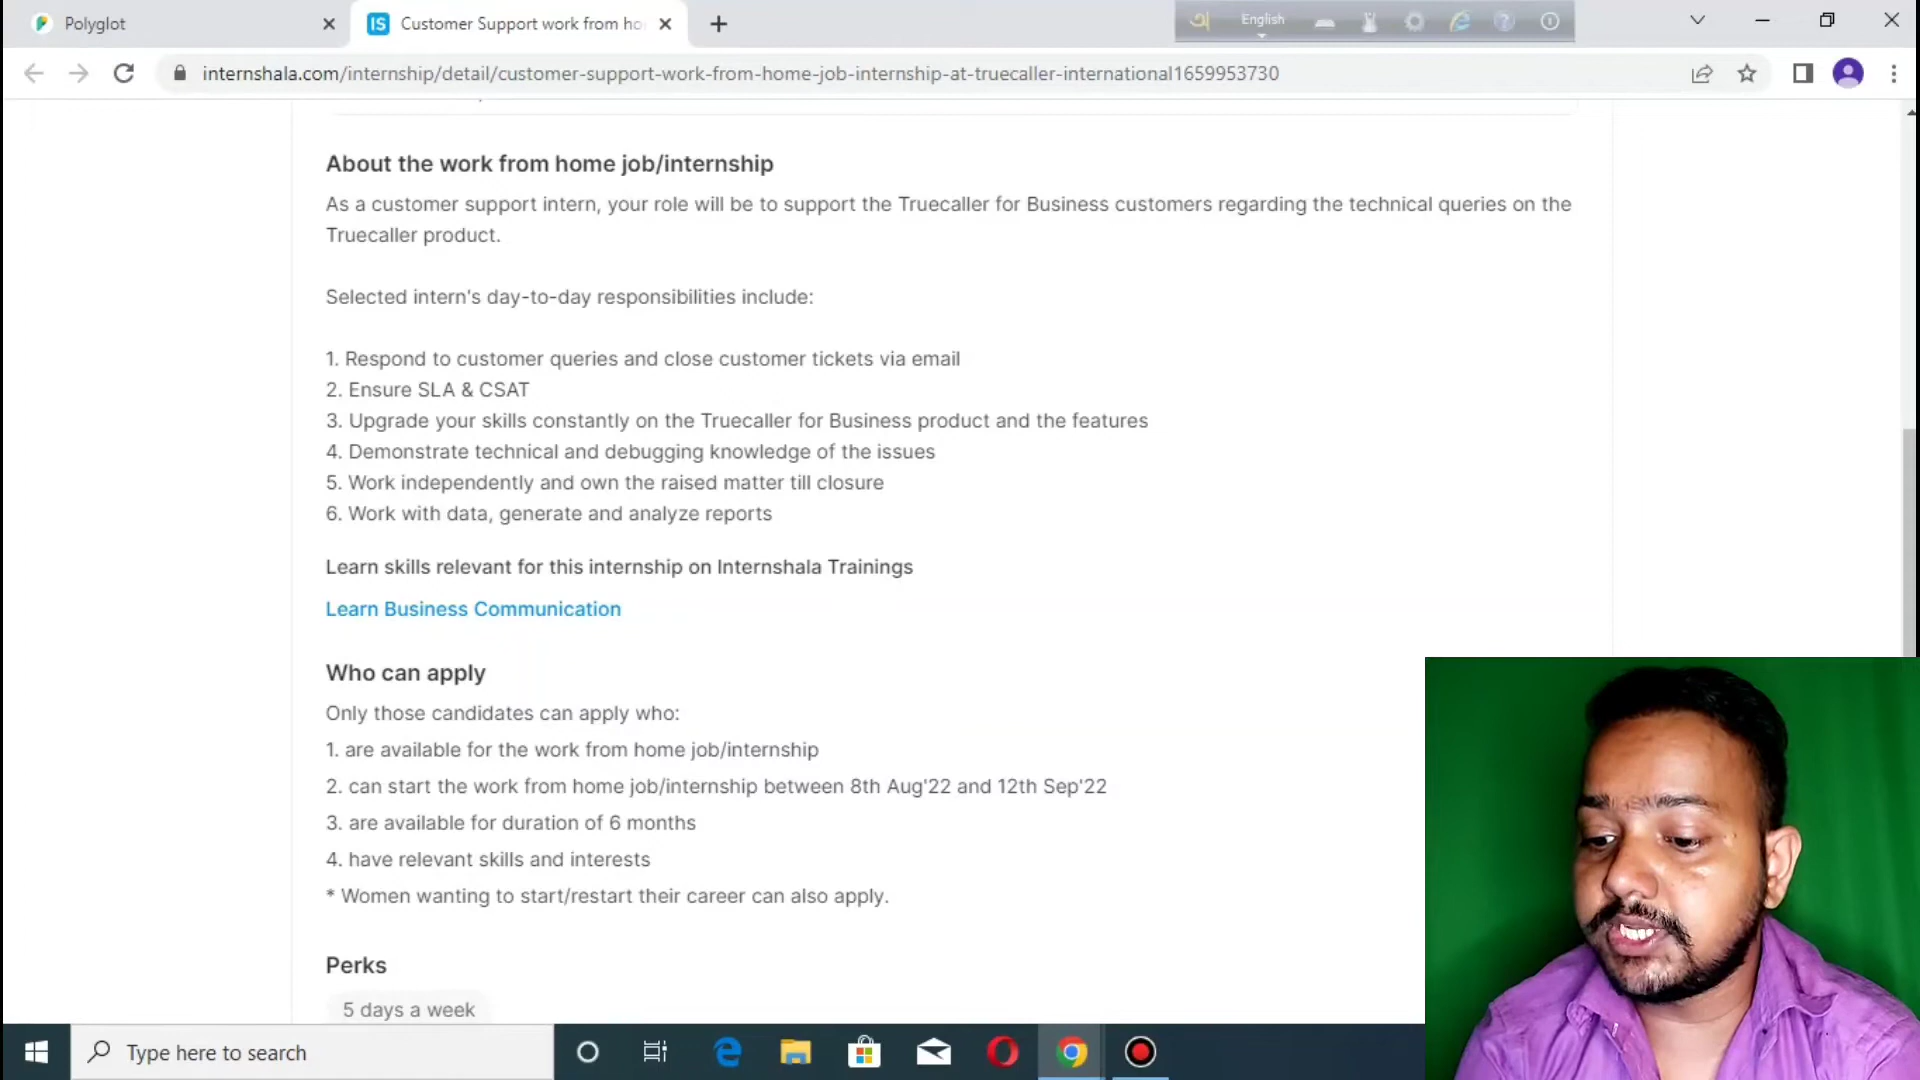 Polyglot
IS Customer Support work from ho
English
internshala.com/internship/detail/customer-support-work-from-home-job-internship-at-truecaller-international1659953730
About the work from home job/internship
As a customer support intern, your role will be to support the Truecaller for Business customers regarding the technical queries on the
Truecaller product.
Selected intern's day-to-day responsibilities include:
1. Respond to customer queries and close customer tickets via email
2. Ensure SLA & CSAT
3. Upgrade your skills constantly on the Truecaller for Business product and the features
4. Demonstrate technical and debugging knowledge of the issues
5. Work independently and own the raised matter till closure
6. Work with data, generate and analyze reports
Learn skills relevant for this internship on Internshala Trainings
Learn Business Communication
Who can apply
Only those candidates can apply who:
1. are available for the work from home job/internship
2. can start the work from home job/internship between 8th Aug'22 and 12th Sep'22
3. are available for duration of 6 months
4. have relevant skills and interests
* Women wanting to start/restart their career can also apply.
Perks
5 days a week
Type here to search